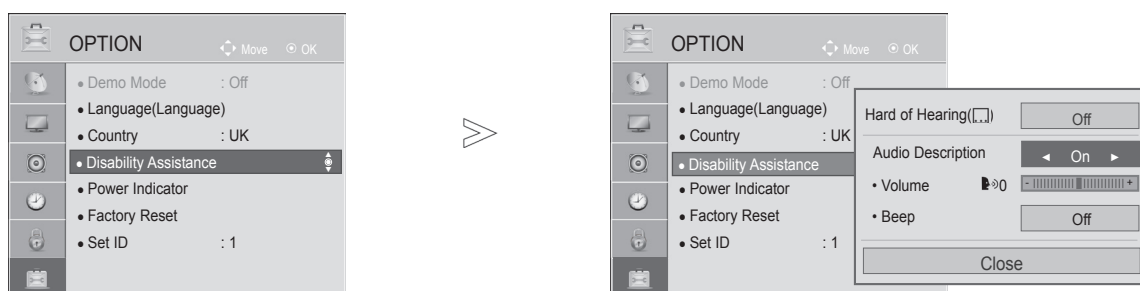 OPTION Move OK
• Demo Mode : Off
• Language(Language)
• Country : UK
• Disability Assistance
• Power Indicator
• Factory Reset
• Set ID : 1
OPTION Move OK
• Demo Mode : Off
• Language(Language)
• Country : UK
• Disability Assistance
• Power Indicator
• Factory Reset
• Set ID : 1
Hard of Hearing( ) Off
Audio Description ◄ On ►
• Volume 0 - +
• Beep Off
Close